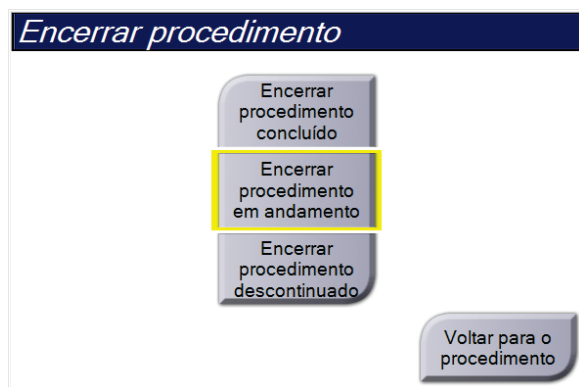 Encerrar procedimento
Encerrar
procedimento
concluído
Encerrar
procedimento
em andamento
Encerrar
procedimento
descontinuado
Voltar para o
procedimento